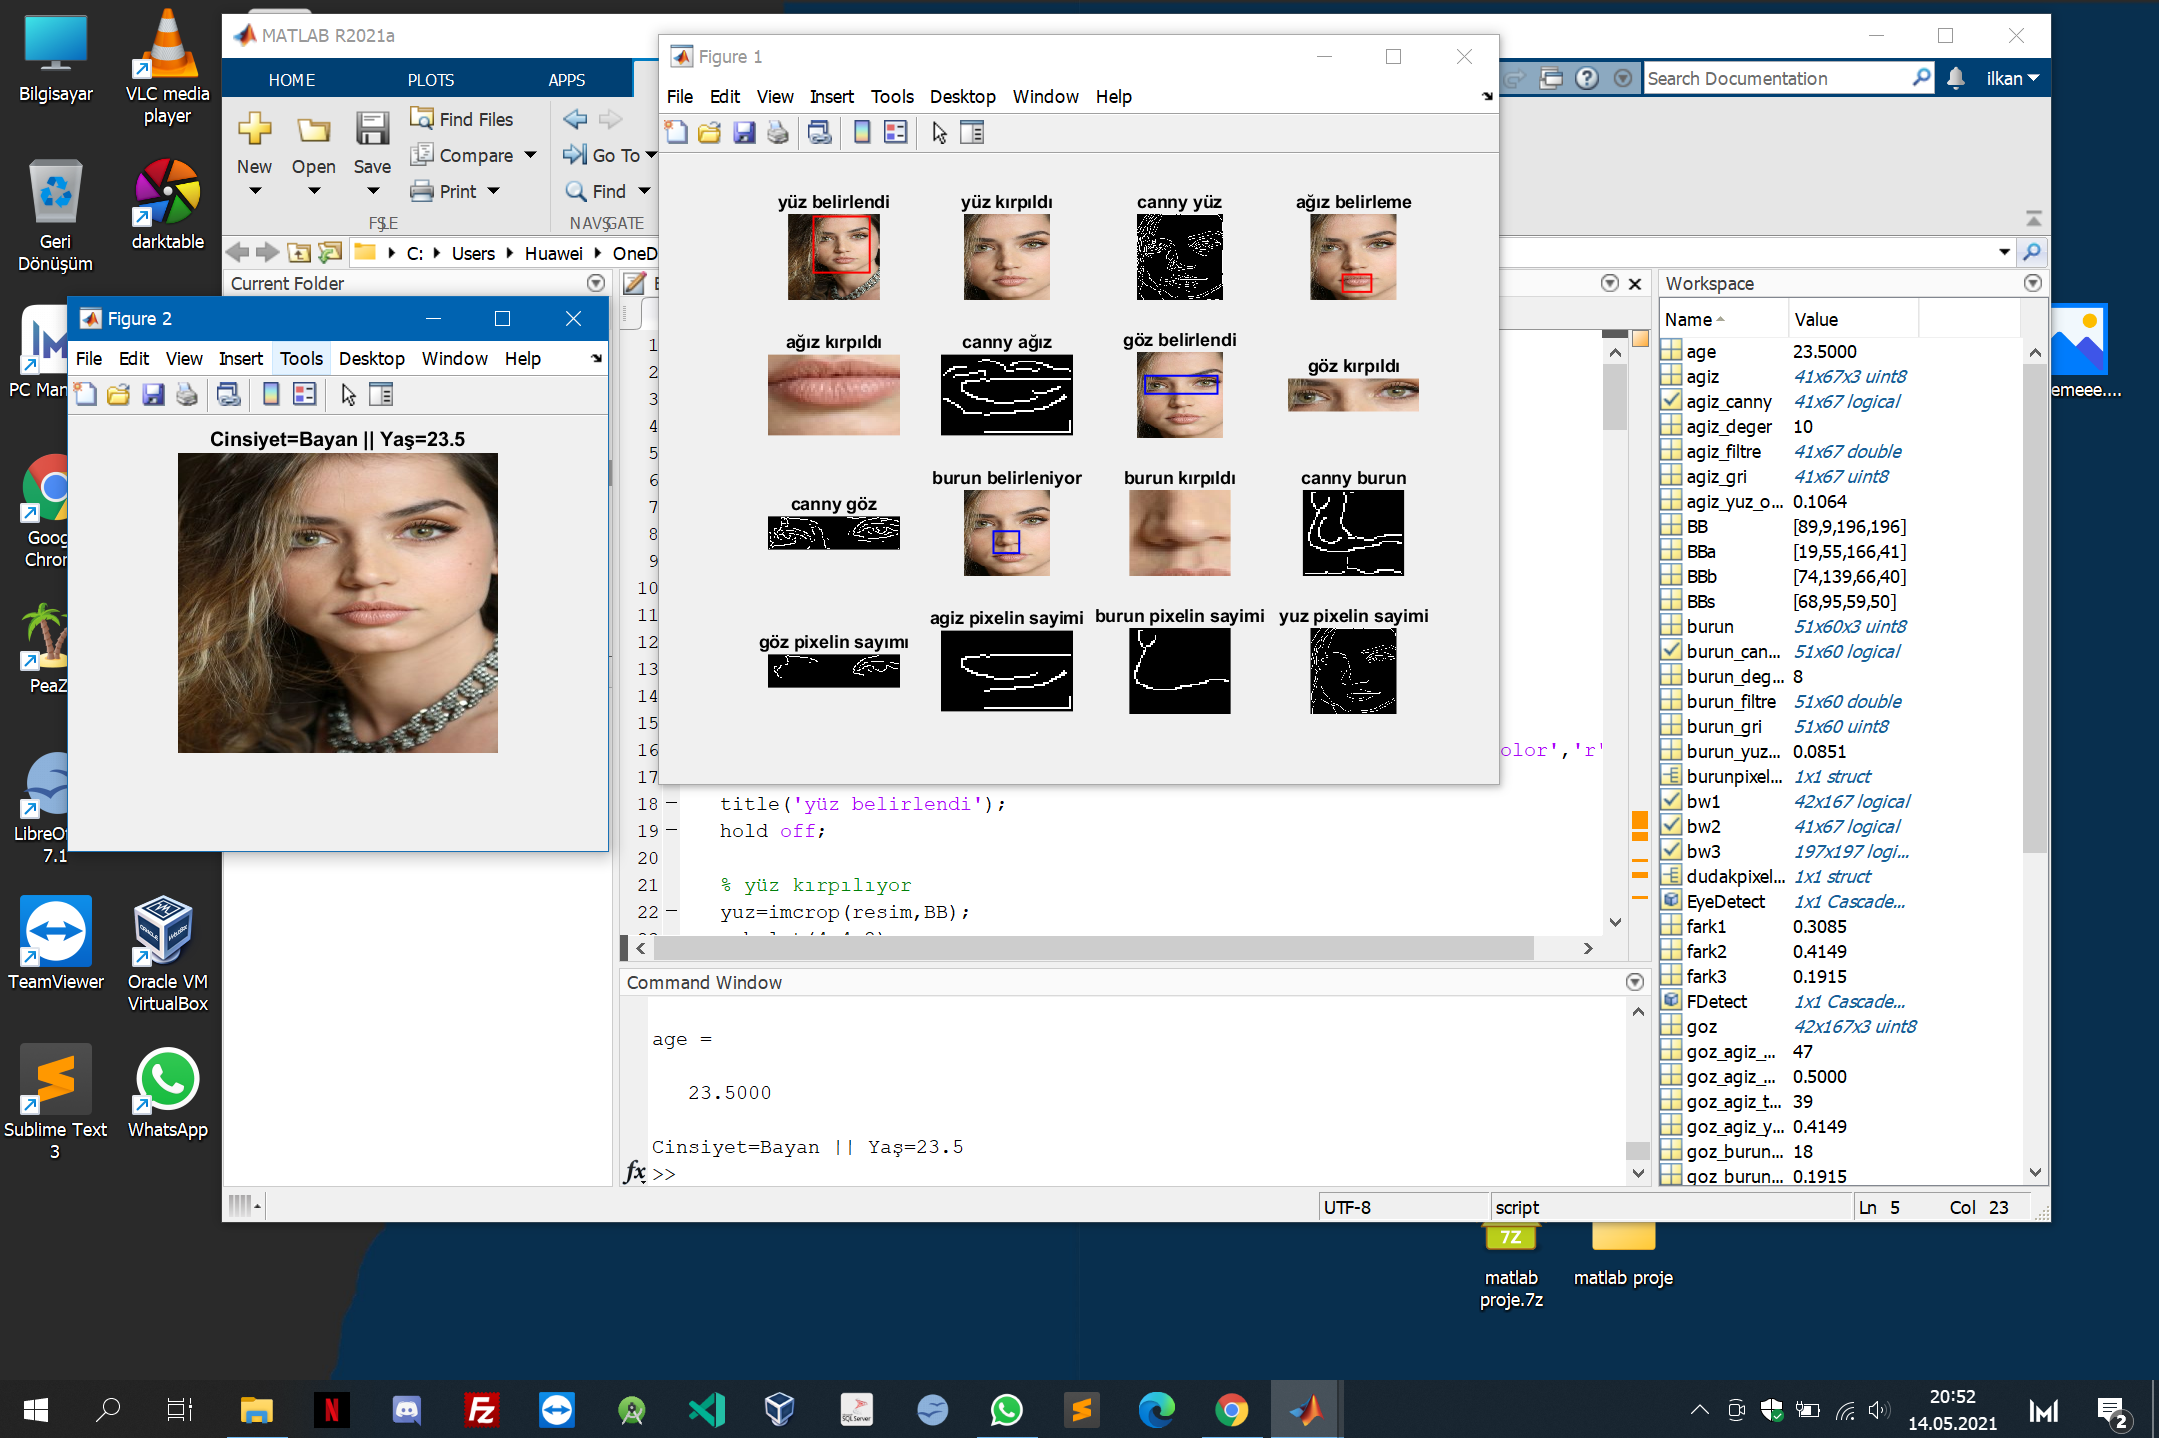 Bilgisayar
VLC media
player
Geri
Dönüşüm
darktable
PC Man
Goog
Chror
PeaZ
LibreO
7.1
TeamViewer
Oracle VM
VirtualBox
Sublime Text
3
WhatsApp
MATLAB R2021a
HOME
PLOTS
APPS
Search Documentation
ilkan
New
Open
Save
Find Files
Compare
Print
Go To
Find
C:
Users
Huawei
OneD
Current Folder
Figure 2
File Edit View Insert Tools Desktop Window Help
Cinsiyet=Bayan || Yaş=23.5
Figure 1
File Edit View Insert Tools Desktop Window Help
yüz belirlendi
yüz kırpıldı
canny yüz
ağız belirleme
ağız kırpıldı
canny ağız
göz belirlendi
göz kırpıldı
canny göz
burun belirleniyor
burun kırpıldı
canny burun
göz pixelin sayımı
agiz pixelin sayimi
burun pixelin sayimi
yuz pixelin sayimi
1
2
3
4
5
6
7
8
9
10
11
12
13
14
15
16 olor','r'
17
18 title('yüz belirlendi');
19 hold off;
20
21 % yüz kırpılıyor
22 yuz=imcrop(resim,BB);
Command Window
age =
23.5000
Cinsiyet=Bayan || Yaş=23.5
fx >>
Workspace
Name Value
age 23.5000
agiz 41x67x3 uint8
agiz_canny 41x67 logical
agiz_deger 10
agiz_filtre 41x67 double
agiz_gri 41x67 uint8
agiz_yuz_o... 0.1064
BB [89,9,196,196]
BBa [19,55,166,41]
BBb [74,139,66,40]
BBs [68,95,59,50]
burun 51x60x3 uint8
burun_can... 51x60 logical
burun_deg... 8
burun_filtre 51x60 double
burun_gri 51x60 uint8
burun_yuz... 0.0851
burunpixel... 1x1 struct
bw1 42x167 logical
bw2 41x67 logical
bw3 197x197 logi...
dudakpixel... 1x1 struct
EyeDetect 1x1 Cascade...
fark1 0.3085
fark2 0.4149
fark3 0.1915
FDetect 1x1 Cascade...
goz 42x167x3 uint8
goz_agiz_... 47
goz_agiz_... 0.5000
goz_agiz_t... 39
goz_agiz_y... 0.4149
goz_burun... 18
goz_burun... 0.1915
emeee....
UTF-8
script
Ln 5 Col 23
7Z
matlab
proje.7z
matlab proje
20:52
14.05.2021
2